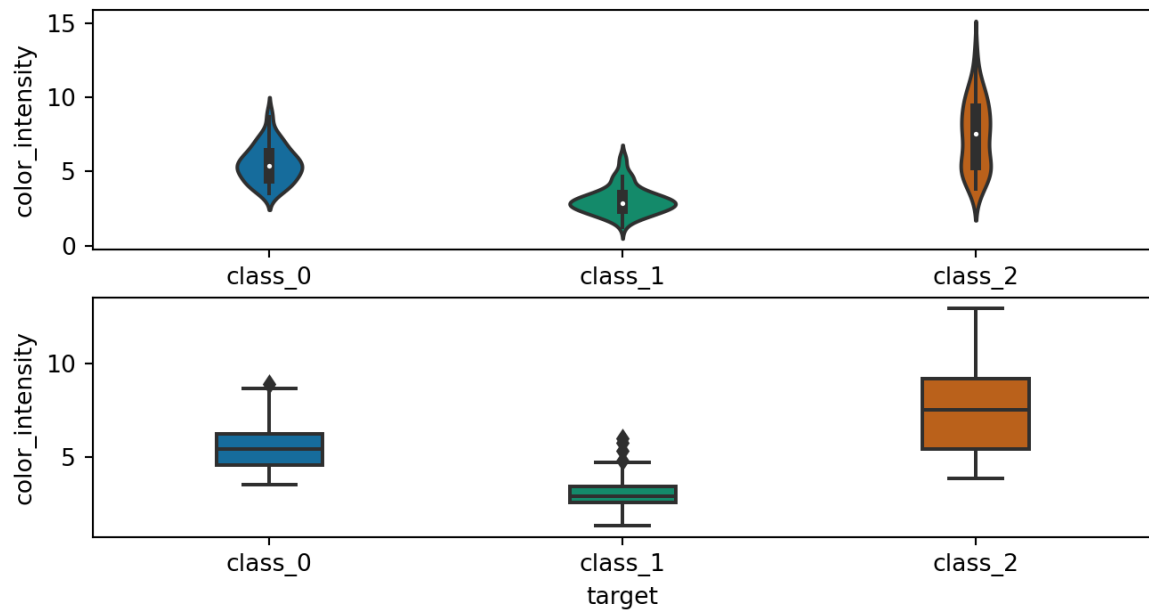 color_intensity
15
10
5
0
class_0 class_1 class_2
color_intensity
10
5
class_0 class_1 class_2
target